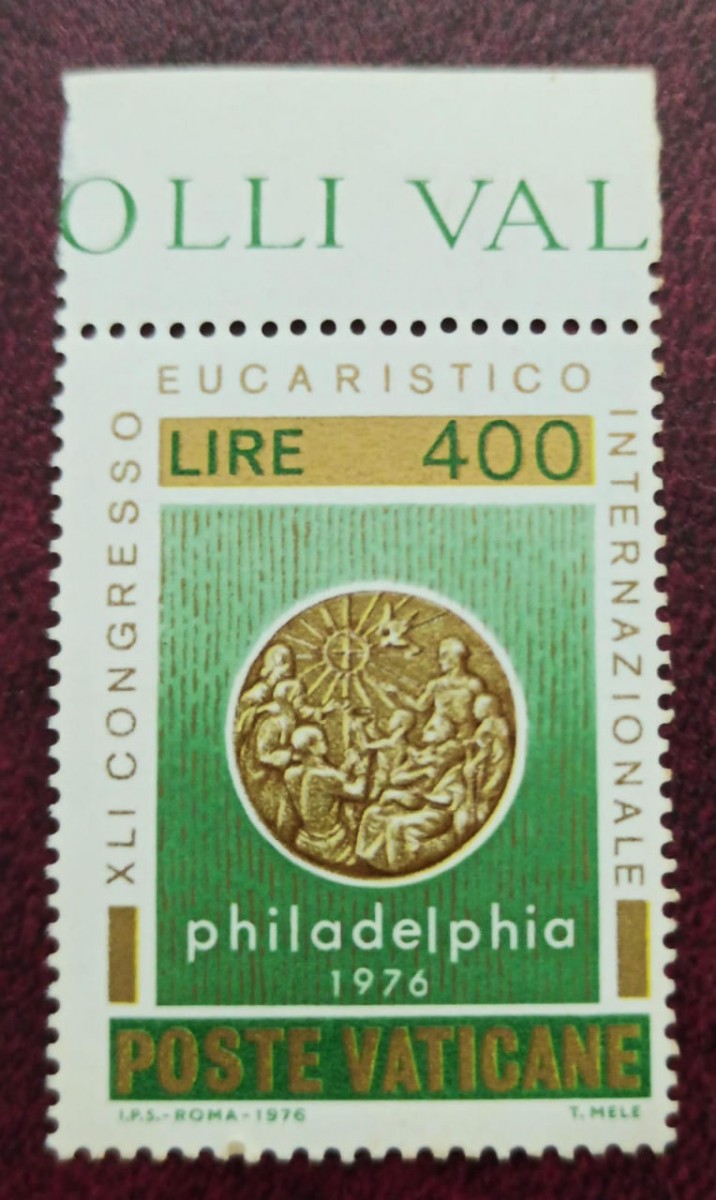 OLLI VAL
XLI CONGRESSO
EUCARISTICO
INTERNAZIONALE
LIRE 400
philadelphia
1976
POSTE VATICANE
I.P.S.-ROMA-1976 T. MELE